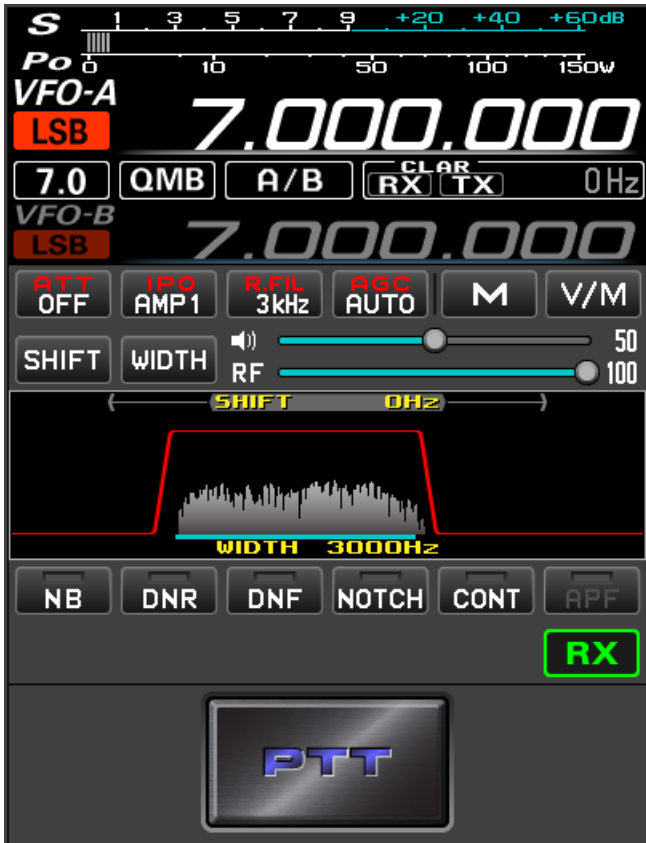 S 1 3 5 7 9 +20 +40 +60dB
Po 0 10 50 100 150W
VFO-A
LSB 7.000.000
7.0 QMB A/B CLAR RX TX 0Hz
VFO-B
LSB 7.000.000
ATT IPO R.FIL AGC
OFF AMP1 3kHz AUTO M V/M
SHIFT WIDTH 50
RF 100
SHIFT 0Hz
WIDTH 3000Hz
NB DNR DNF NOTCH CONT APF
RX
PTT